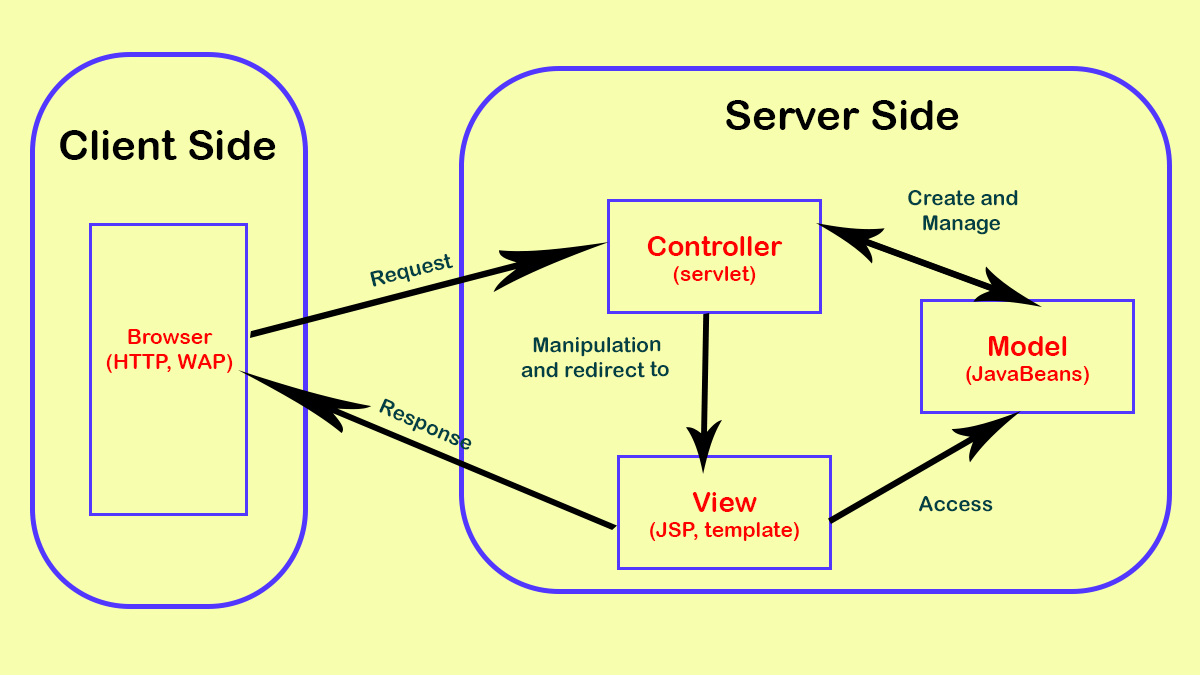 Client Side
Browser
(HTTP, WAP)
Request
Response
Server Side
Controller
(servlet)
Create and
Manage
Manipulation
and redirect to
Model
(JavaBeans)
View
(JSP, template)
Access